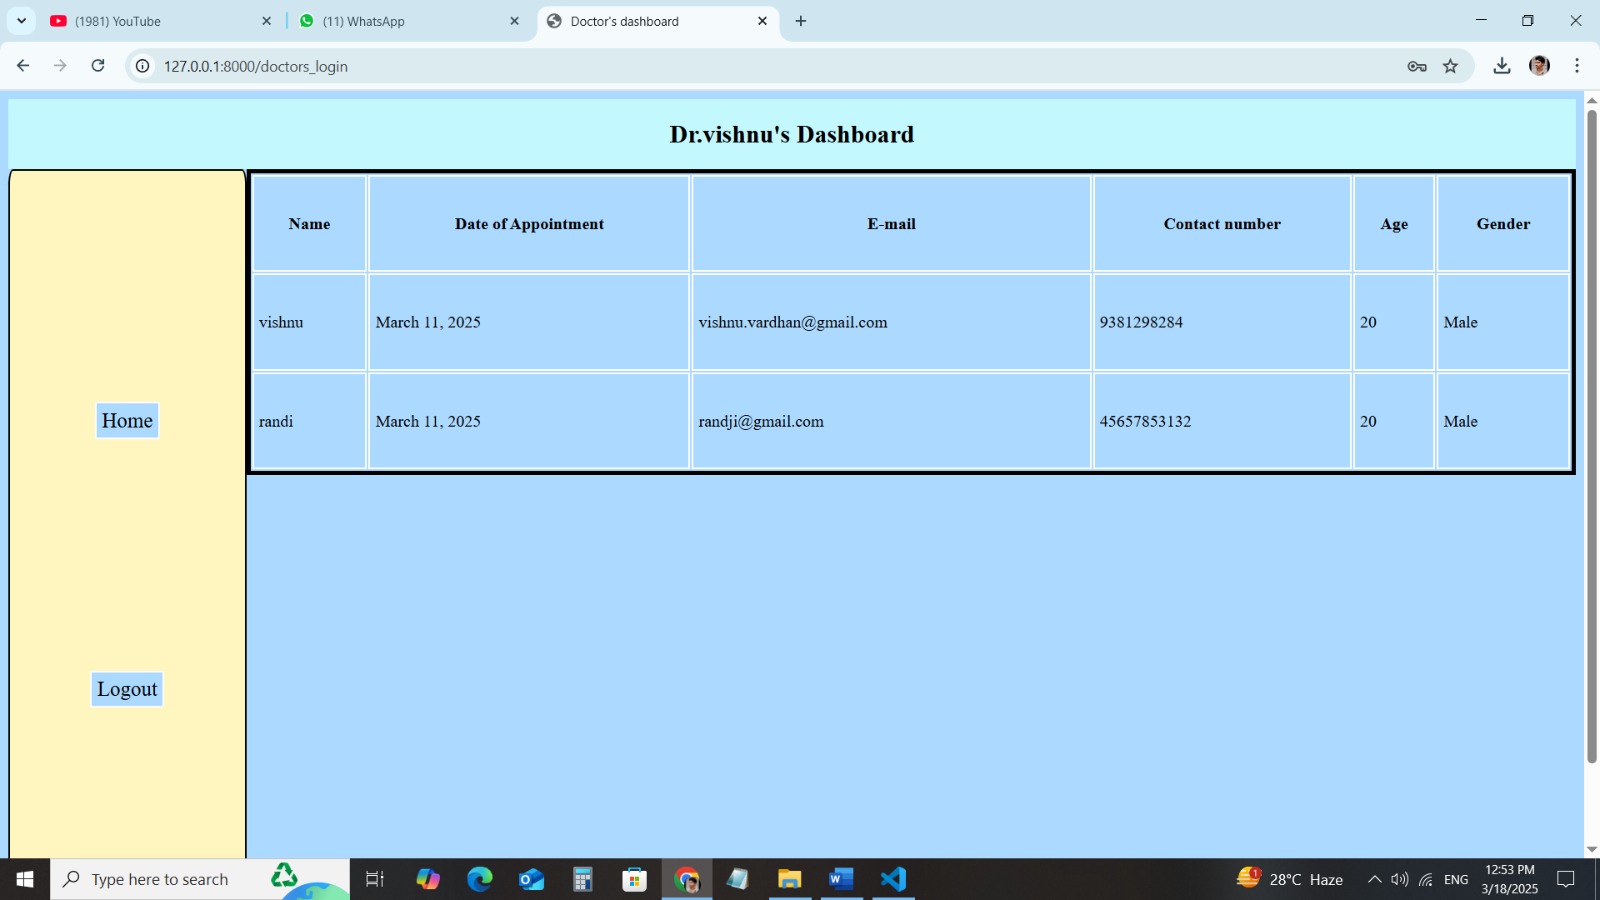 (1981) YouTube
(11) WhatsApp
Doctor's dashboard
127.0.0.1:8000/doctors_login
Dr.vishnu's Dashboard
Name Date of Appointment E-mail Contact number Age Gender
vishnu March 11, 2025 vishnu.vardhan@gmail.com 9381298284 20 Male
randi March 11, 2025 randji@gmail.com 45657853132 20 Male
Home
Logout
Type here to search
1
28°C Haze
ENG
12:53 PM
3/18/2025